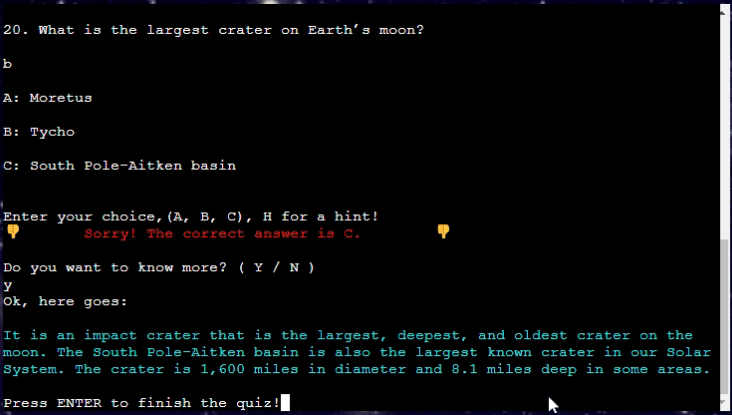 20. What is the largest crater on Earth’s moon?
b
A: Moretus
B: Tycho
C: South Pole-Aitken basin
Enter your choice,(A, B, C), H for a hint!
Sorry! The correct answer is C.
Do you want to know more? ( Y / N )
y
Ok, here goes:
It is an impact crater that is the largest, deepest, and oldest crater on the
moon. The South Pole-Aitken basin is also the largest known crater in our Solar
System. The crater is 1,600 miles in diameter and 8.1 miles deep in some areas.
Press ENTER to finish the quiz!